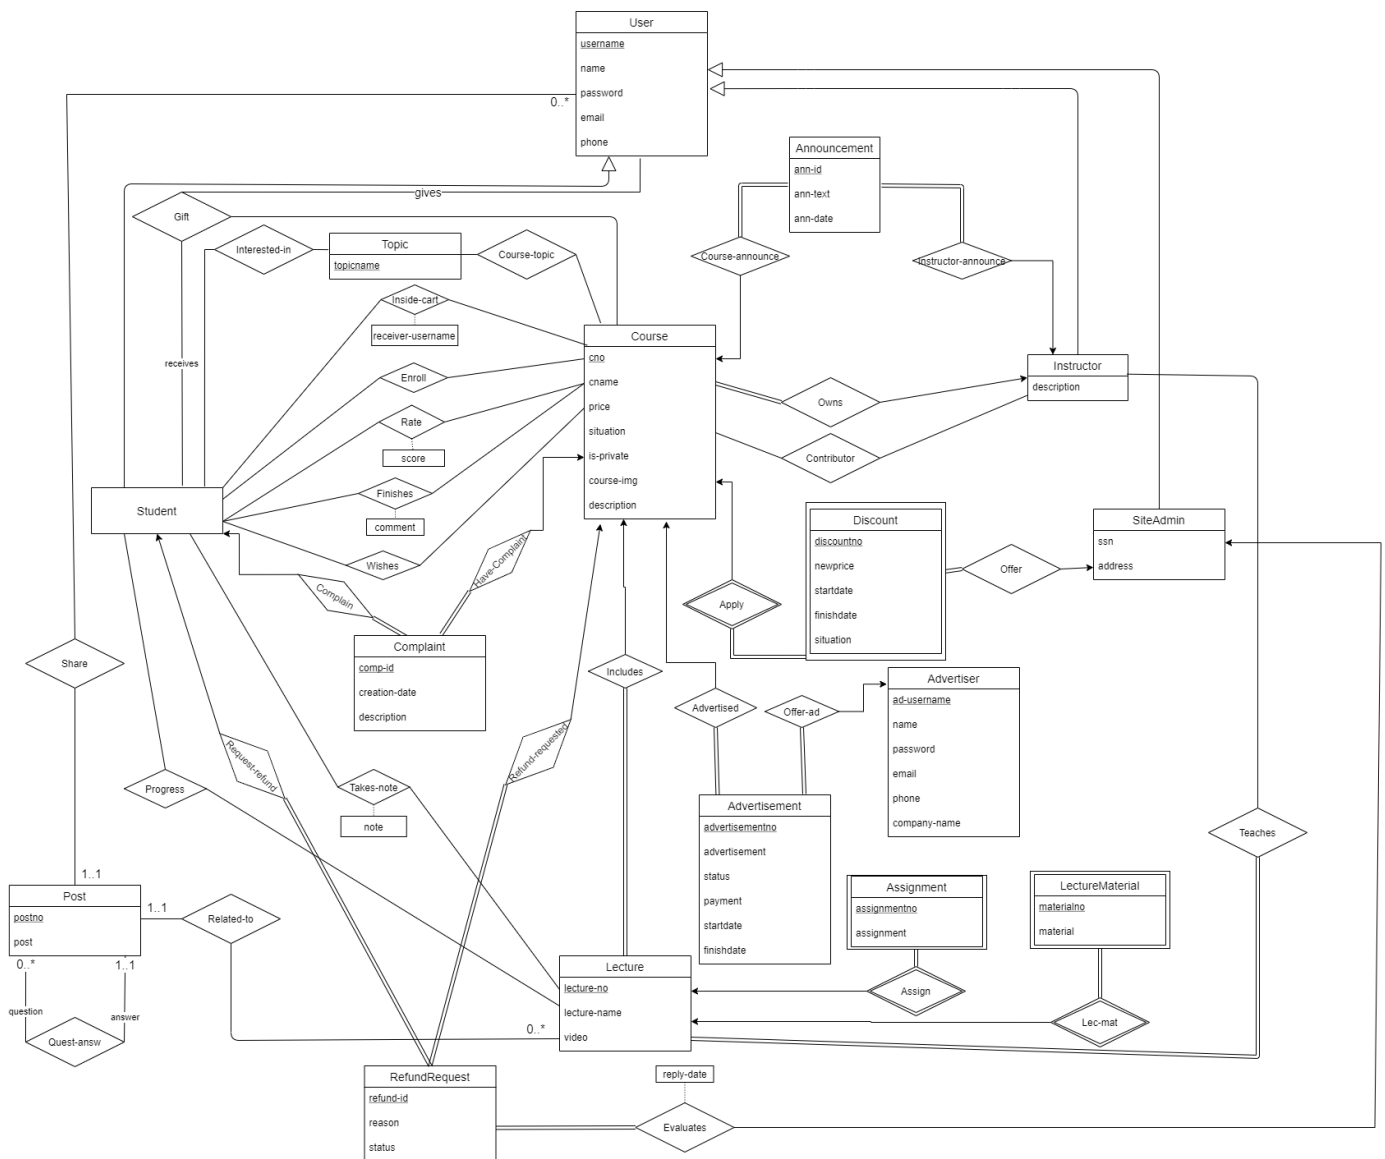 User
username
name
password
0..*
email
phone
Announcement
ann-id
ann-text
ann-date
gives
Gift
Interested-in
Topic
topicname
Course-topic
Course-announce
Instructor-announce
Inside-cart
receiver-username
receives
Course
cno
cname
price
situation
is-private
course-img
description
Instructor
description
Enroll
Rate
score
Owns
Contributor
Finishes
comment
Student
Wishes
Have-Complaint
Complain
Discount
discountno
newprice
startdate
finishdate
situation
Offer
SiteAdmin
ssn
address
Apply
Complaint
comp-id
creation-date
description
Share
Includes
Advertised
Offer-ad
Advertiser
ad-username
name
password
email
phone
company-name
Request-refund
Refund-requested
Progress
Takes-note
note
Advertisement
advertisementno
advertisement
status
payment
startdate
finishdate
Teaches
1..1
Post
postno
post
1..1
Related-to
0..*
1..1
question
answer
Quest-answ
Assignment
assignmentno
assignment
LectureMaterial
materialno
material
Lecture
lecture-no
lecture-name
video
0..*
Assign
Lec-mat
RefundRequest
refund-id
reason
status
reply-date
Evaluates